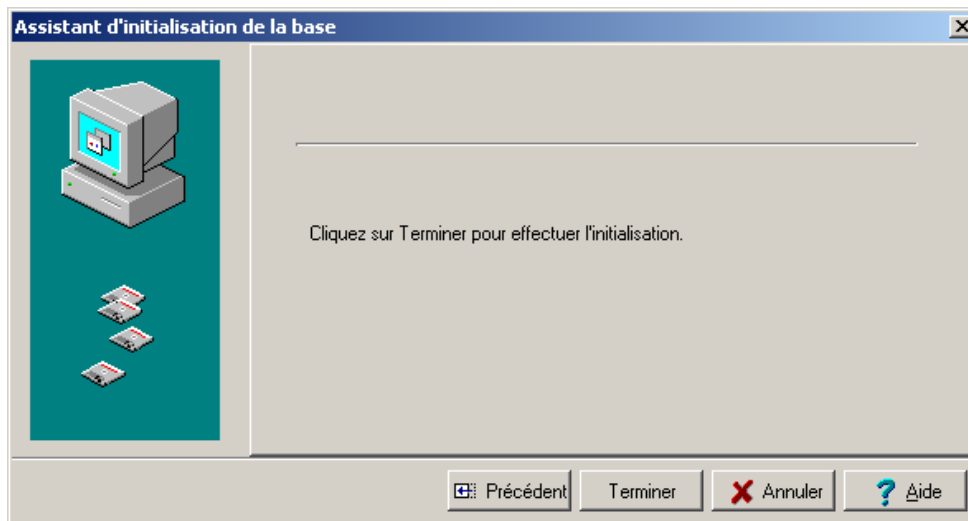 Assistant d'initialisation de la base
Cliquez sur Terminer pour effectuer l'initialisation.
Précédent
Terminer
Annuler
Aide